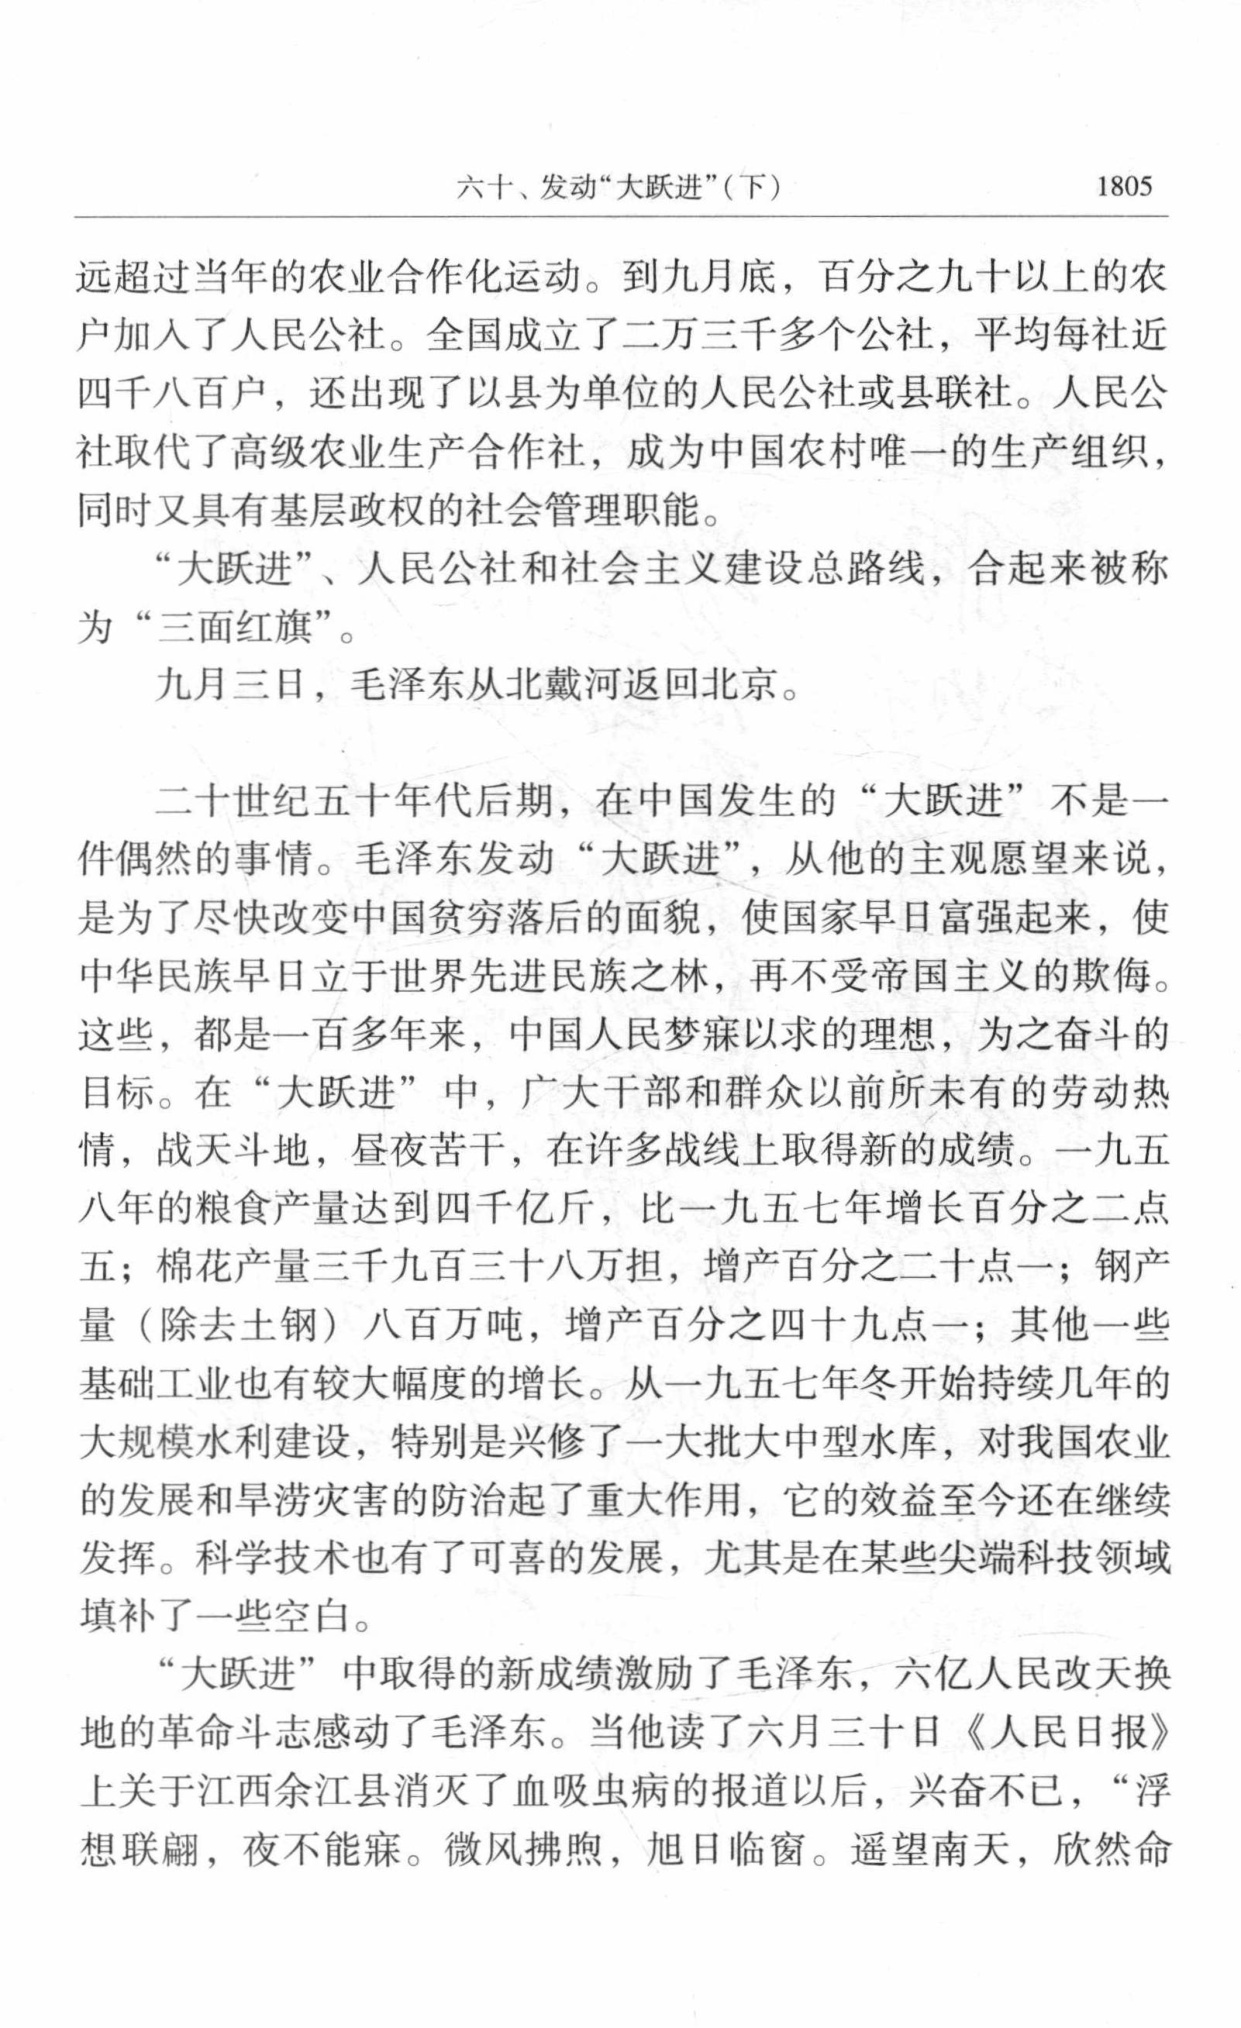 六十、发动“大跃进”（下） 1805
远超过当年的农业合作化运动。到九月底，百分之九十以上的农
户加入了人民公社。全国成立了二万三千多个公社，平均每社近
四千八百户，还出现了以县为单位的人民公社或县联社。人民公
社取代了高级农业生产合作社，成为中国农村唯一的生产组织，
同时又具有基层政权的社会管理职能。
“大跃进”、人民公社和社会主义建设总路线，合起来被称
为“三面红旗”。
九月三日，毛泽东从北戴河返回北京。
二十世纪五十年代后期，在中国发生的“大跃进”不是一
件偶然的事情。毛泽东发动“大跃进”，从他的主观愿望来说，
是为了尽快改变中国贫穷落后的面貌，使国家早日富强起来，使
中华民族早日立于世界先进民族之林，再不受帝国主义的欺侮。
这些，都是一百多年来，中国人民梦寐以求的理想，为之奋斗的
目标。在“大跃进”中，广大干部和群众以前所未有的劳动热
情，战天斗地，昼夜苦干，在许多战线上取得新的成绩。一九五
八年的粮食产量达到四千亿斤，比一九五七年增长百分之二点
五；棉花产量三千九百三十八万担，增产百分之二十点一；钢产
量（除去土钢）八百万吨，增产百分之四十九点一；其他一些
基础工业也有较大幅度的增长。从一九五七年冬开始持续几年的
大规模水利建设，特别是兴修了一大批大中型水库，对我国农业
的发展和旱涝灾害的防治起了重大作用，它的效益至今还在继续
发挥。科学技术也有了可喜的发展，尤其是在某些尖端科技领域
填补了一些空白。
“大跃进”中取得的新成绩激励了毛泽东，六亿人民改天换
地的革命斗志感动了毛泽东。当他读了六月三十日《人民日报》
上关于江西余江县消灭了血吸虫病的报道以后，兴奋不已，“浮
想联翩，夜不能寐。微风拂煦，旭日临窗。遥望南天，欣然命